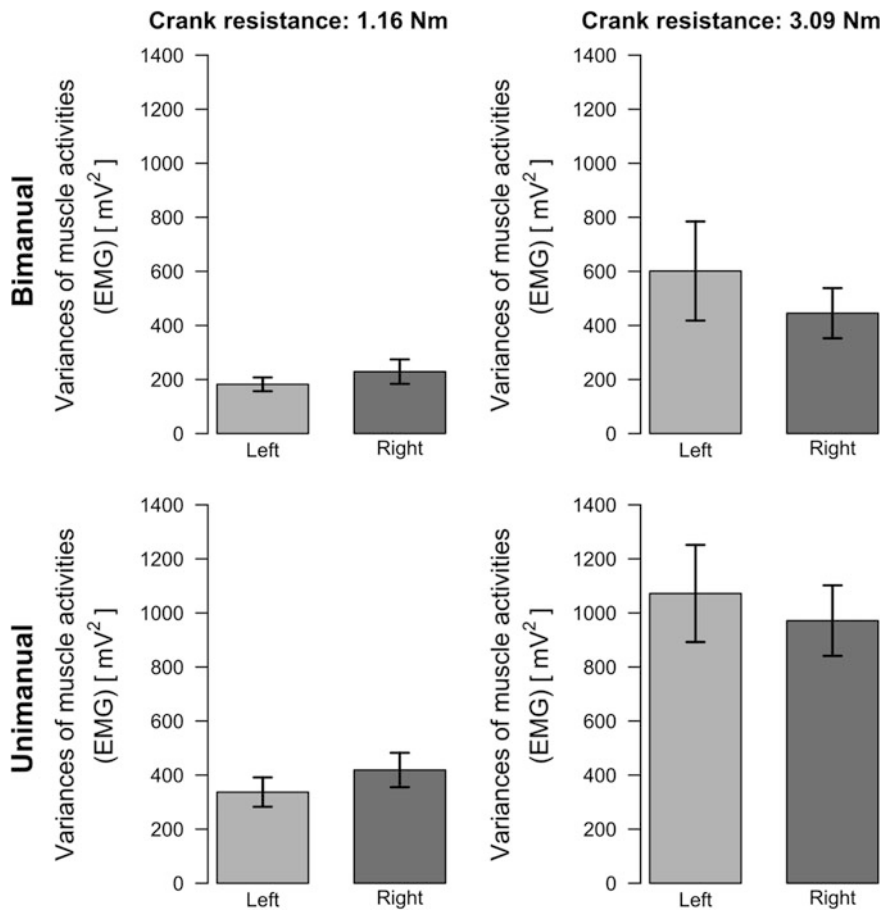 Crank resistance: 1.16 Nm
Crank resistance: 3.09 Nm
Bimanual
Variances of muscle activities
(EMG) [ mV² ]
1400
1200
1000
800
600
400
200
0
Left
Right
Variances of muscle activities
(EMG) [ mV² ]
1400
1200
1000
800
600
400
200
0
Left
Right
Unimanual
Variances of muscle activities
(EMG) [ mV² ]
1400
1200
1000
800
600
400
200
0
Left
Right
Variances of muscle activities
(EMG) [ mV² ]
1400
1200
1000
800
600
400
200
0
Left
Right